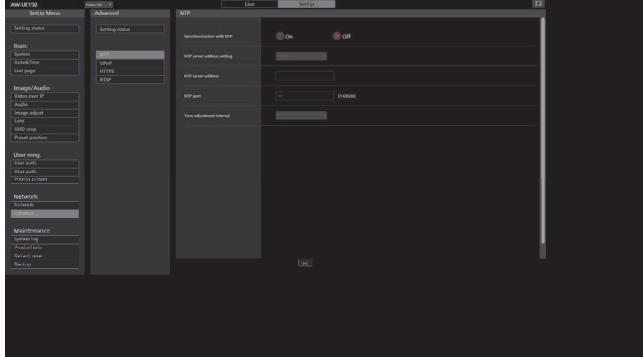 AW-UE150
Live
SetUp
SetUp Menu
Setting status
Basic
System
Date&Time
Live page
Image/Audio
Video over IP
Audio
Image adjust
Lens
UHD crop
Preset position
User mng.
User auth.
Host auth.
Priority stream
Network
Network
Advanced
Maintenance
System log
Product info.
Default reset
Backup
Advanced
Setting status
NTP
UPnP
HTTPS
RTSP
NTP
Synchronization with NTP
On
Off
NTP server address setting
NTP server address
NTP port
(1-65535)
Time adjustment interval
Set